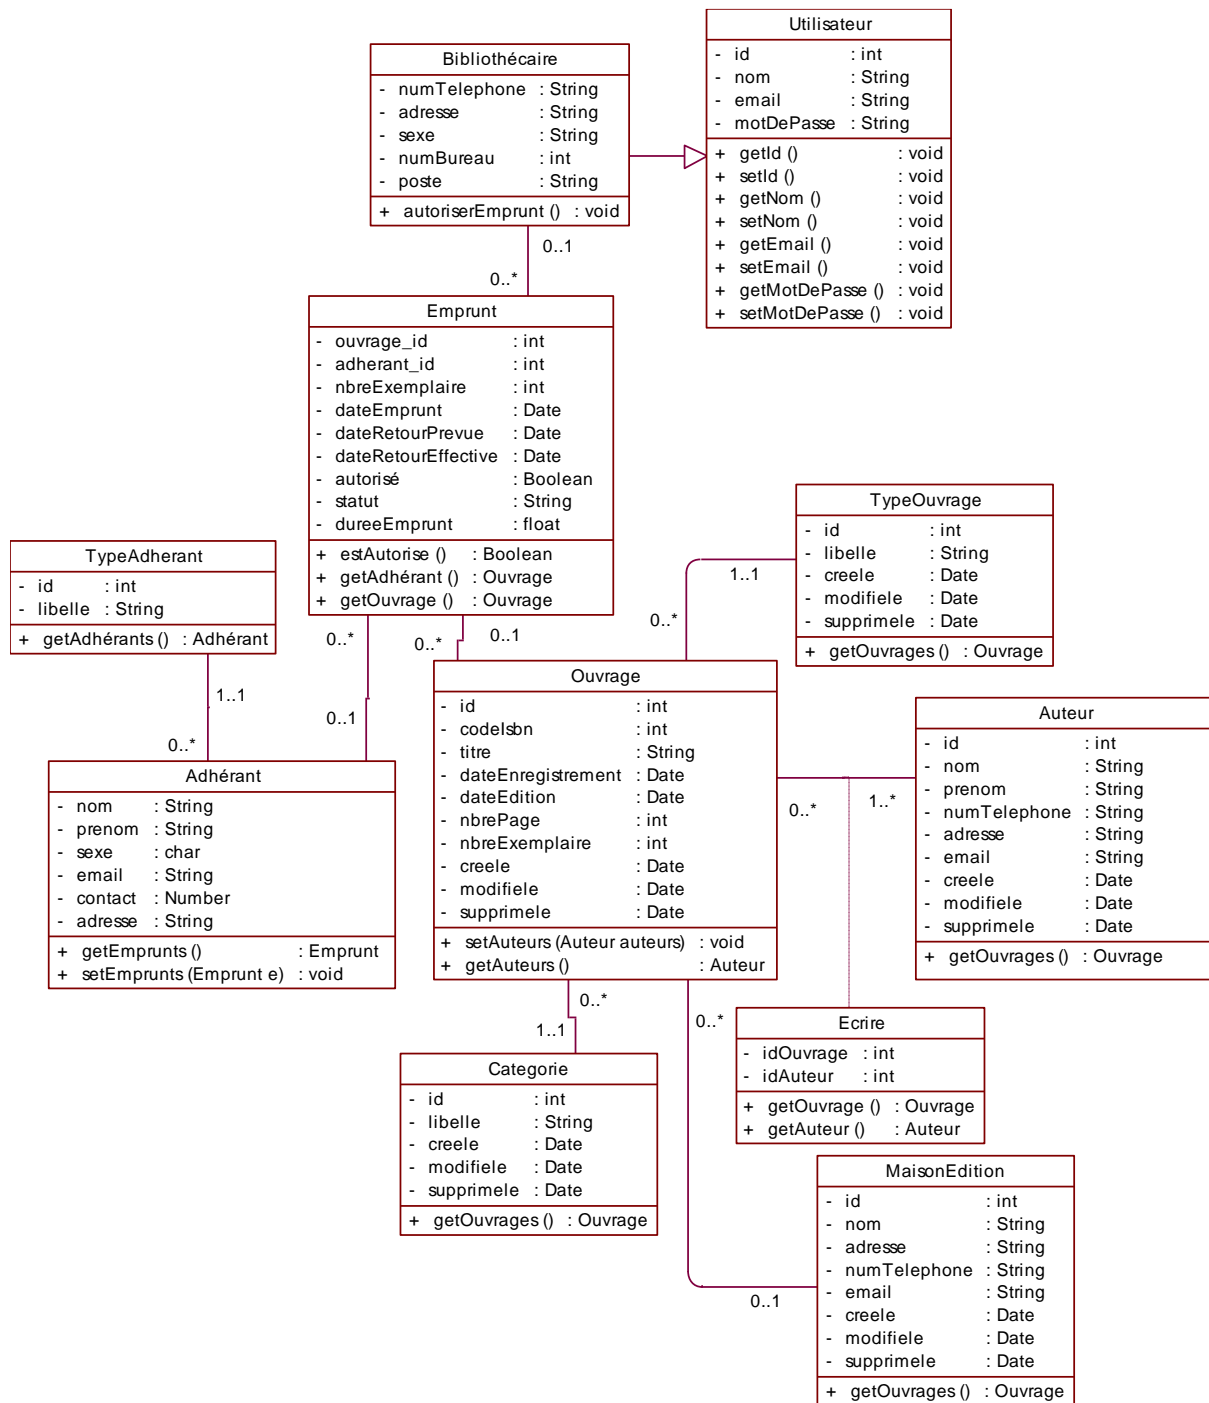 Utilisateur
- id : int
- nom : String
- email : String
- motDePasse : String
+ getId () : void
+ setId () : void
+ getNom () : void
+ setNom () : void
+ getEmail () : void
+ setEmail () : void
+ getMotDePasse () : void
+ setMotDePasse () : void
Bibliothécaire
- numTelephone : String
- adresse : String
- sexe : String
- numBureau : int
- poste : String
+ autoriserEmprunt () : void
0..1
0..*
Emprunt
- ouvrage_id : int
- adherant_id : int
- nbreExemplaire : int
- dateEmprunt : Date
- dateRetourPrevue : Date
- dateRetourEffective : Date
- autorisé : Boolean
- statut : String
- dureeEmprunt : float
+ estAutorise () : Boolean
+ getAdhérant () : Ouvrage
+ getOuvrage () : Ouvrage
0..*
0..1
0..*
0..1
TypeAdherant
- id : int
- libelle : String
+ getAdhérants () : Adhérant
1..1
0..*
Adhérant
- nom : String
- prenom : String
- sexe : char
- email : String
- contact : Number
- adresse : String
+ getEmprunts () : Emprunt
+ setEmprunts (Emprunt e) : void
TypeOuvrage
- id : int
- libelle : String
- creele : Date
- modifiele : Date
- supprimele : Date
+ getOuvrages () : Ouvrage
1..1
0..*
Ouvrage
- id : int
- codeIsbn : int
- titre : String
- dateEnregistrement : Date
- dateEdition : Date
- nbrePage : int
- nbreExemplaire : int
- creele : Date
- modifiele : Date
- supprimele : Date
+ setAuteurs (Auteur auteurs) : void
+ getAuteurs () : Auteur
0..*
1..*
Auteur
- id : int
- nom : String
- prenom : String
- numTelephone : String
- adresse : String
- email : String
- creele : Date
- modifiele : Date
- supprimele : Date
+ getOuvrages () : Ouvrage
0..*
1..1
Categorie
- id : int
- libelle : String
- creele : Date
- modifiele : Date
- supprimele : Date
+ getOuvrages () : Ouvrage
0..*
0..1
Ecrire
- idOuvrage : int
- idAuteur : int
+ getOuvrage () : Ouvrage
+ getAuteur () : Auteur
MaisonEdition
- id : int
- nom : String
- adresse : String
- numTelephone : String
- email : String
- creele : Date
- modifiele : Date
- supprimele : Date
+ getOuvrages () : Ouvrage